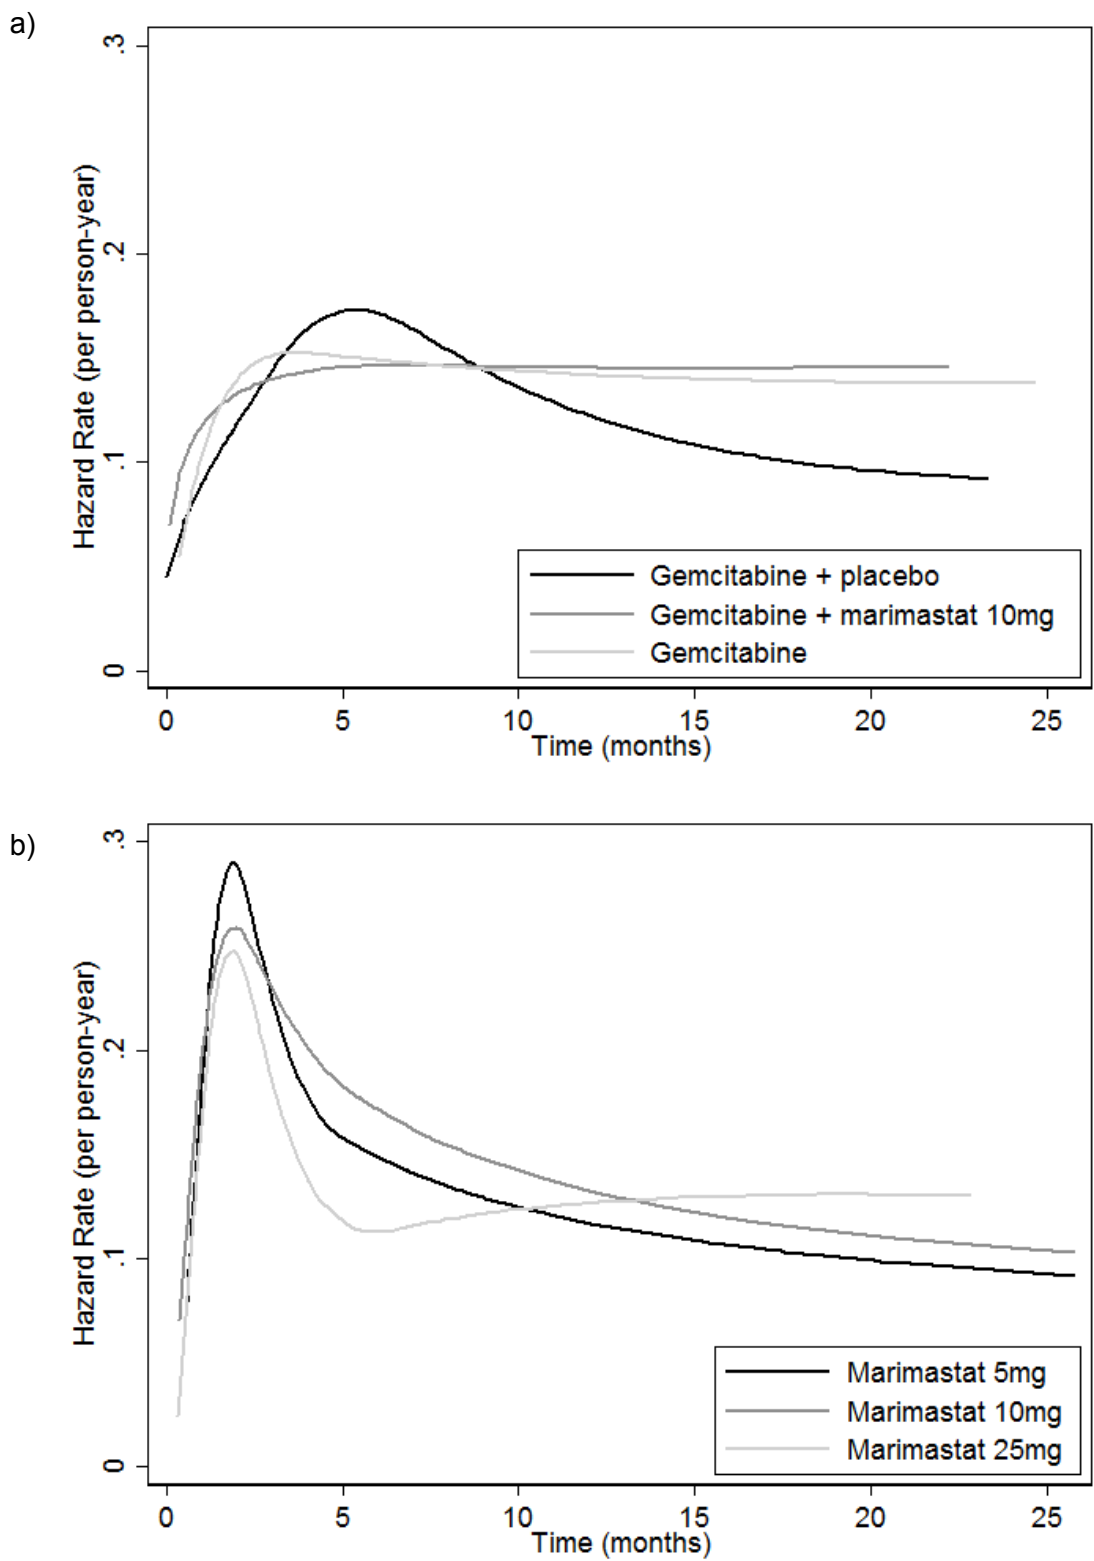 a)
.3
.2
.1
0
Hazard Rate (per person-year)
Gemcitabine + placebo
Gemcitabine + marimastat 10mg
Gemcitabine
0 5 10 15 20 25
Time (months)
b)
.3
.2
.1
0
Hazard Rate (per person-year)
Marimastat 5mg
Marimastat 10mg
Marimastat 25mg
0 5 10 15 20 25
Time (months)